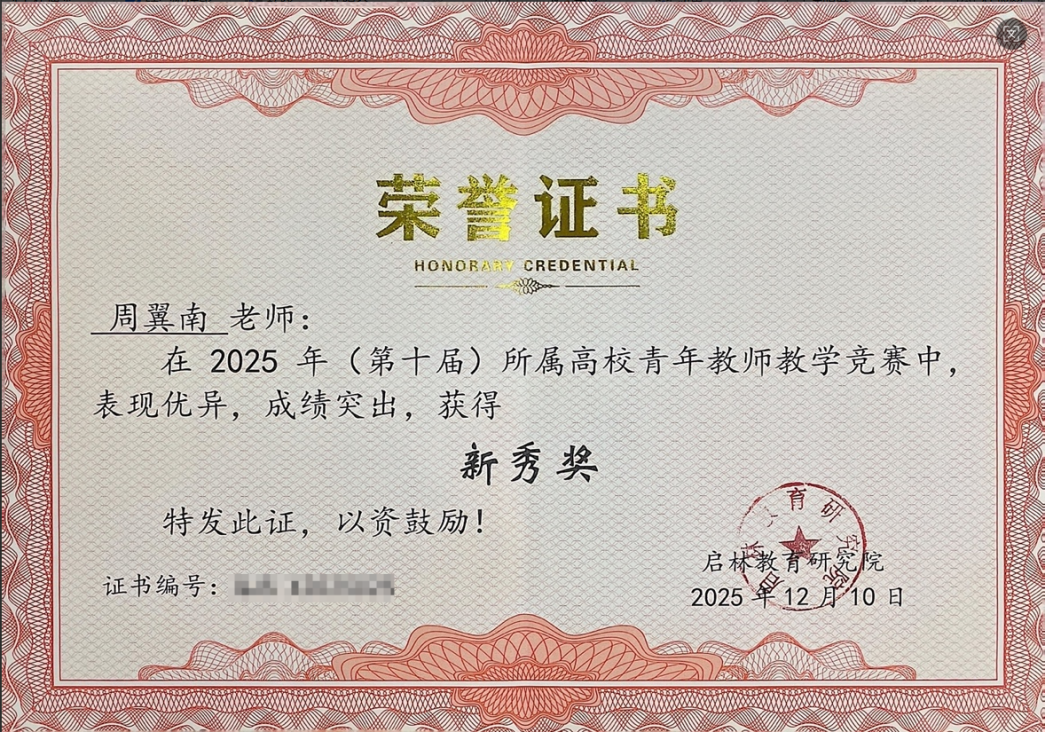 荣誉证书
HONORARY CREDENTIAL
周翼南 老师：
在 2025 年（第十届）所属高校青年教师教学竞赛中，
表现优异，成绩突出，获得
新秀奖
特发此证，以资鼓励！
证书编号：
启林教育研究院
2025 年 12 月 10 日